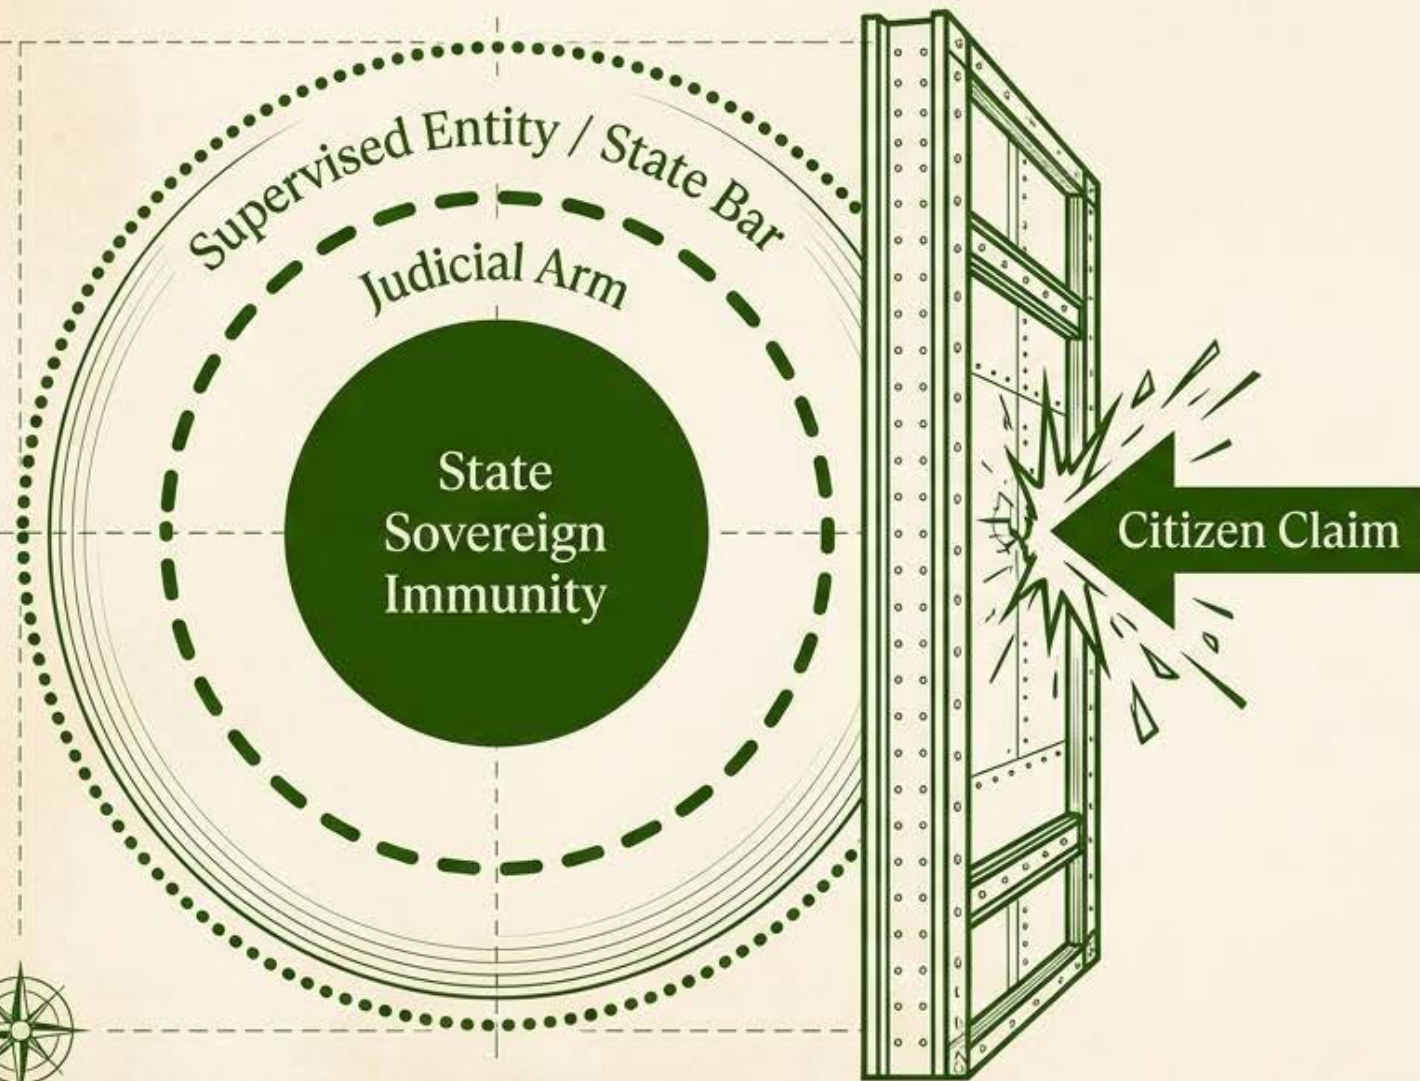 Supervised Entity / State Bar
Judicial Arm
State
Sovereign
Immunity
Citizen Claim